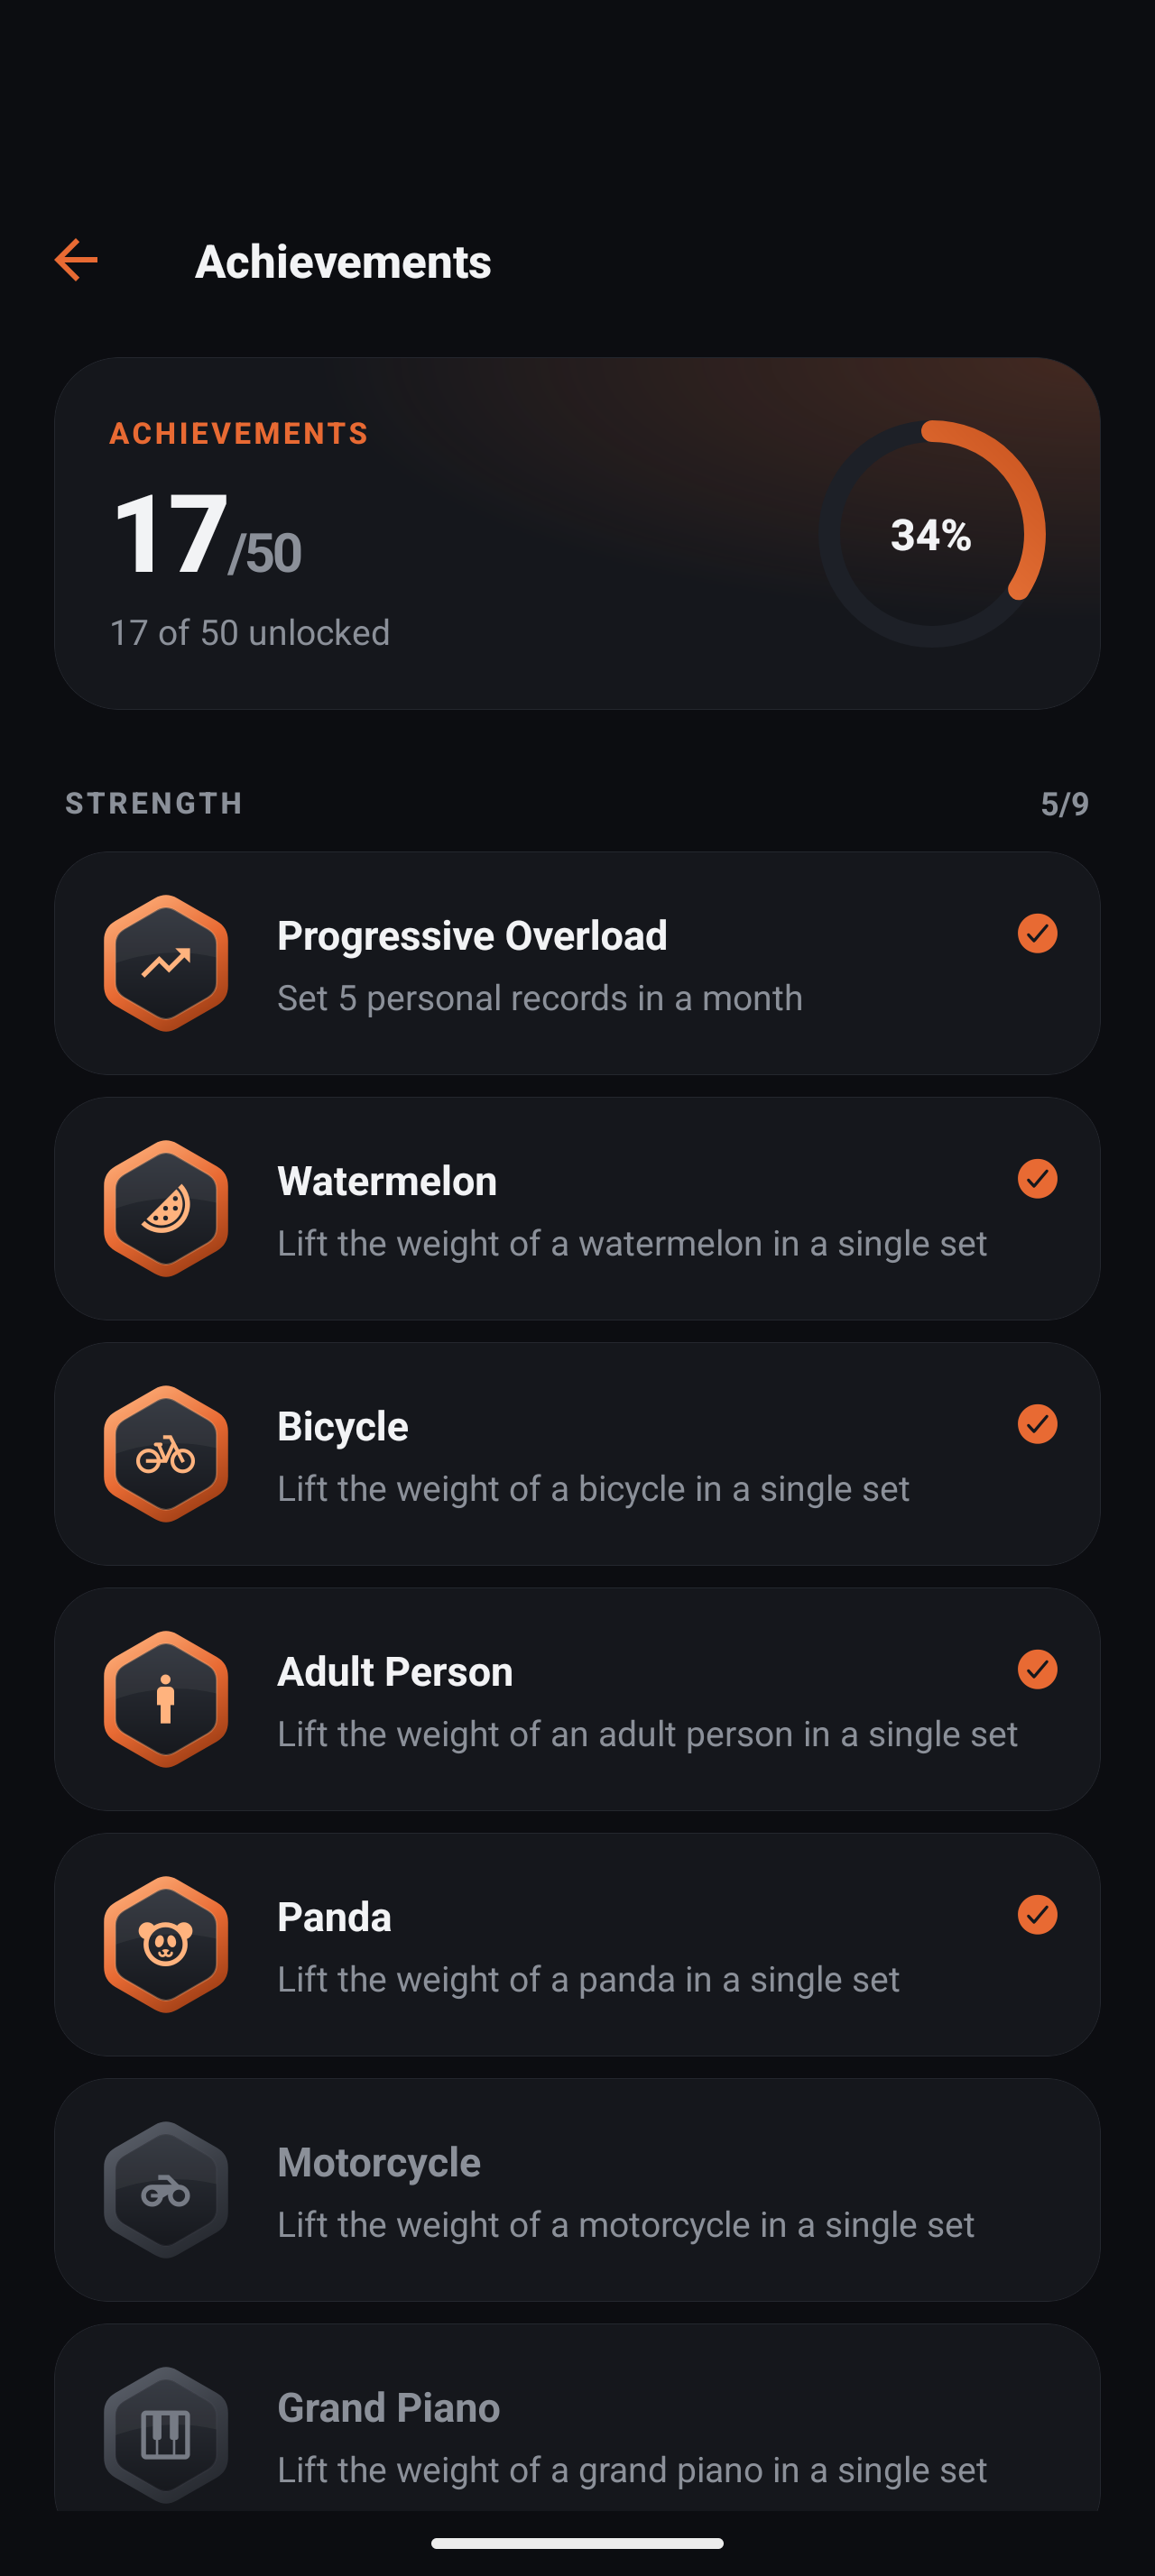 Achievements
ACHIEVEMENTS
17/50
17 of 50 unlocked
34%
STRENGTH
5/9
Progressive Overload
Set 5 personal records in a month
Watermelon
Lift the weight of a watermelon in a single set
Bicycle
Lift the weight of a bicycle in a single set
Adult Person
Lift the weight of an adult person in a single set
Panda
Lift the weight of a panda in a single set
Motorcycle
Lift the weight of a motorcycle in a single set
Grand Piano
Lift the weight of a grand piano in a single set